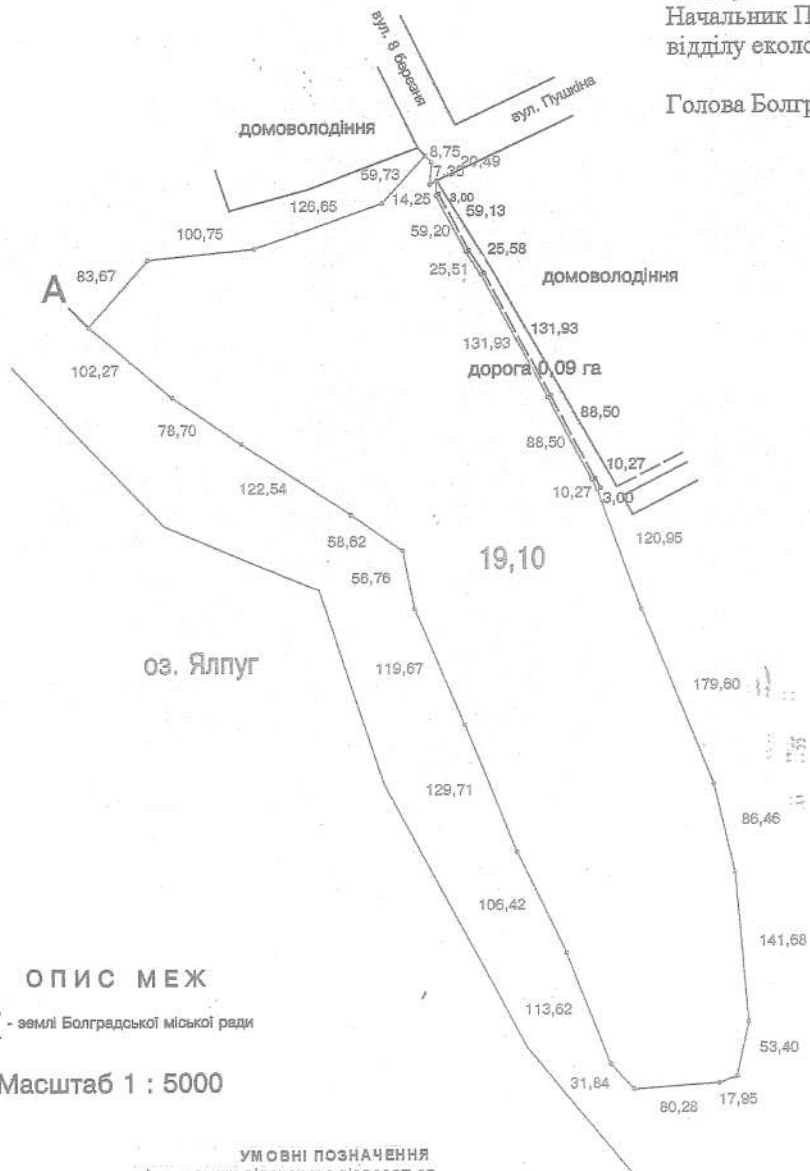 Начальник П
відділу еколо
Голова Болгр
вул. 8 березня
вул. Пушкіна
домоволодіння
8,75
20,49
59,73
126,65
14,25
3,00
59,13
100,75
59,20
83,67
25,51
25,58
домоволодіння
А
131,93
131,93
102,27
дорога 0,09 га
88,50
78,70
88,50
10,27
122,54
10,27
3,00
58,62
120,95
56,76
19,10
оз. Ялпуг
119,67
179,60
129,71
86,46
106,42
141,68
ОПИС МЕЖ
- землі Болградської міської ради
113,62
53,40
Масштаб 1 : 5000
31,84
80,28
17,95
УМОВНІ ПОЗНАЧЕННЯ